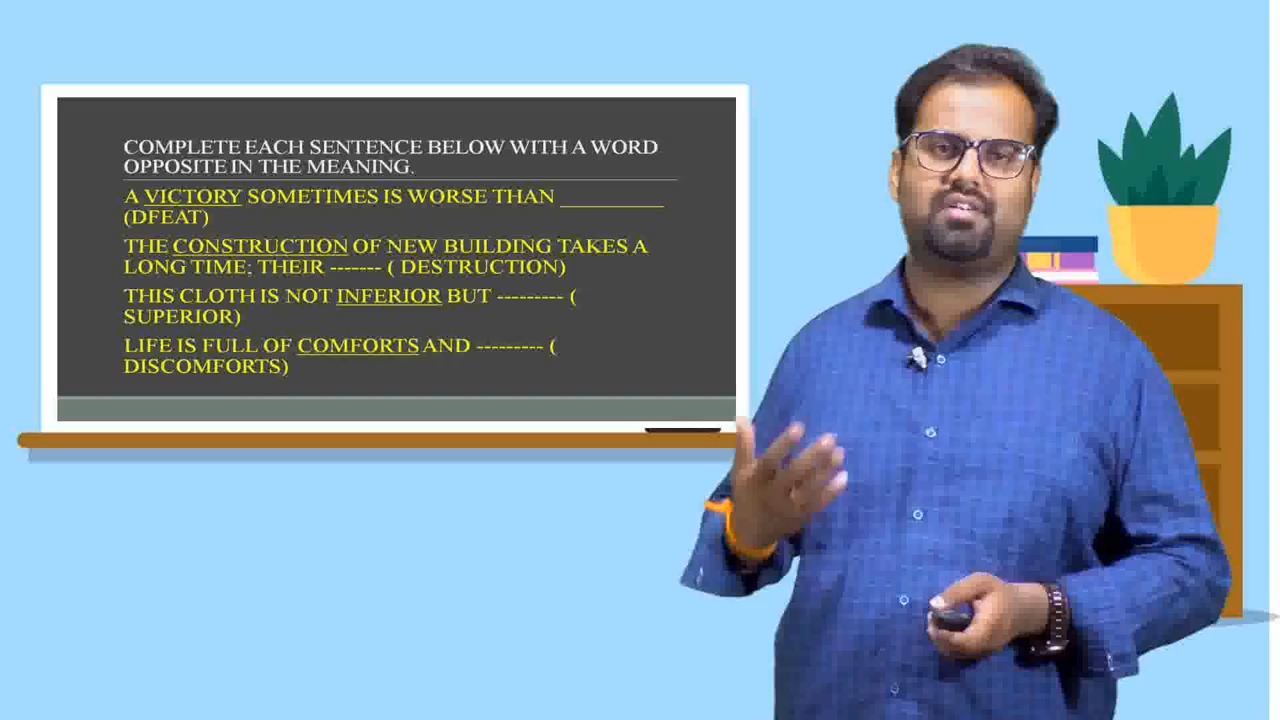 COMPLETE EACH SENTENCE BELOW WITH A WORD
OPPOSITE IN THE MEANING.
A VICTORY SOMETIMES IS WORSE THAN __________
(DFEAT)
THE CONSTRUCTION OF NEW BUILDING TAKES A
LONG TIME; THEIR ------- ( DESTRUCTION)
THIS CLOTH IS NOT INFERIOR BUT --------- (
SUPERIOR)
LIFE IS FULL OF COMFORTS AND --------- (
DISCOMFORTS)